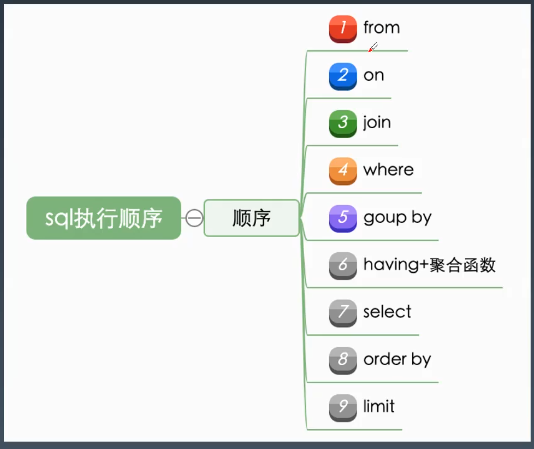 sql执行顺序
顺序
1 from
2 on
3 join
4 where
5 goup by
6 having+聚合函数
7 select
8 order by
9 limit